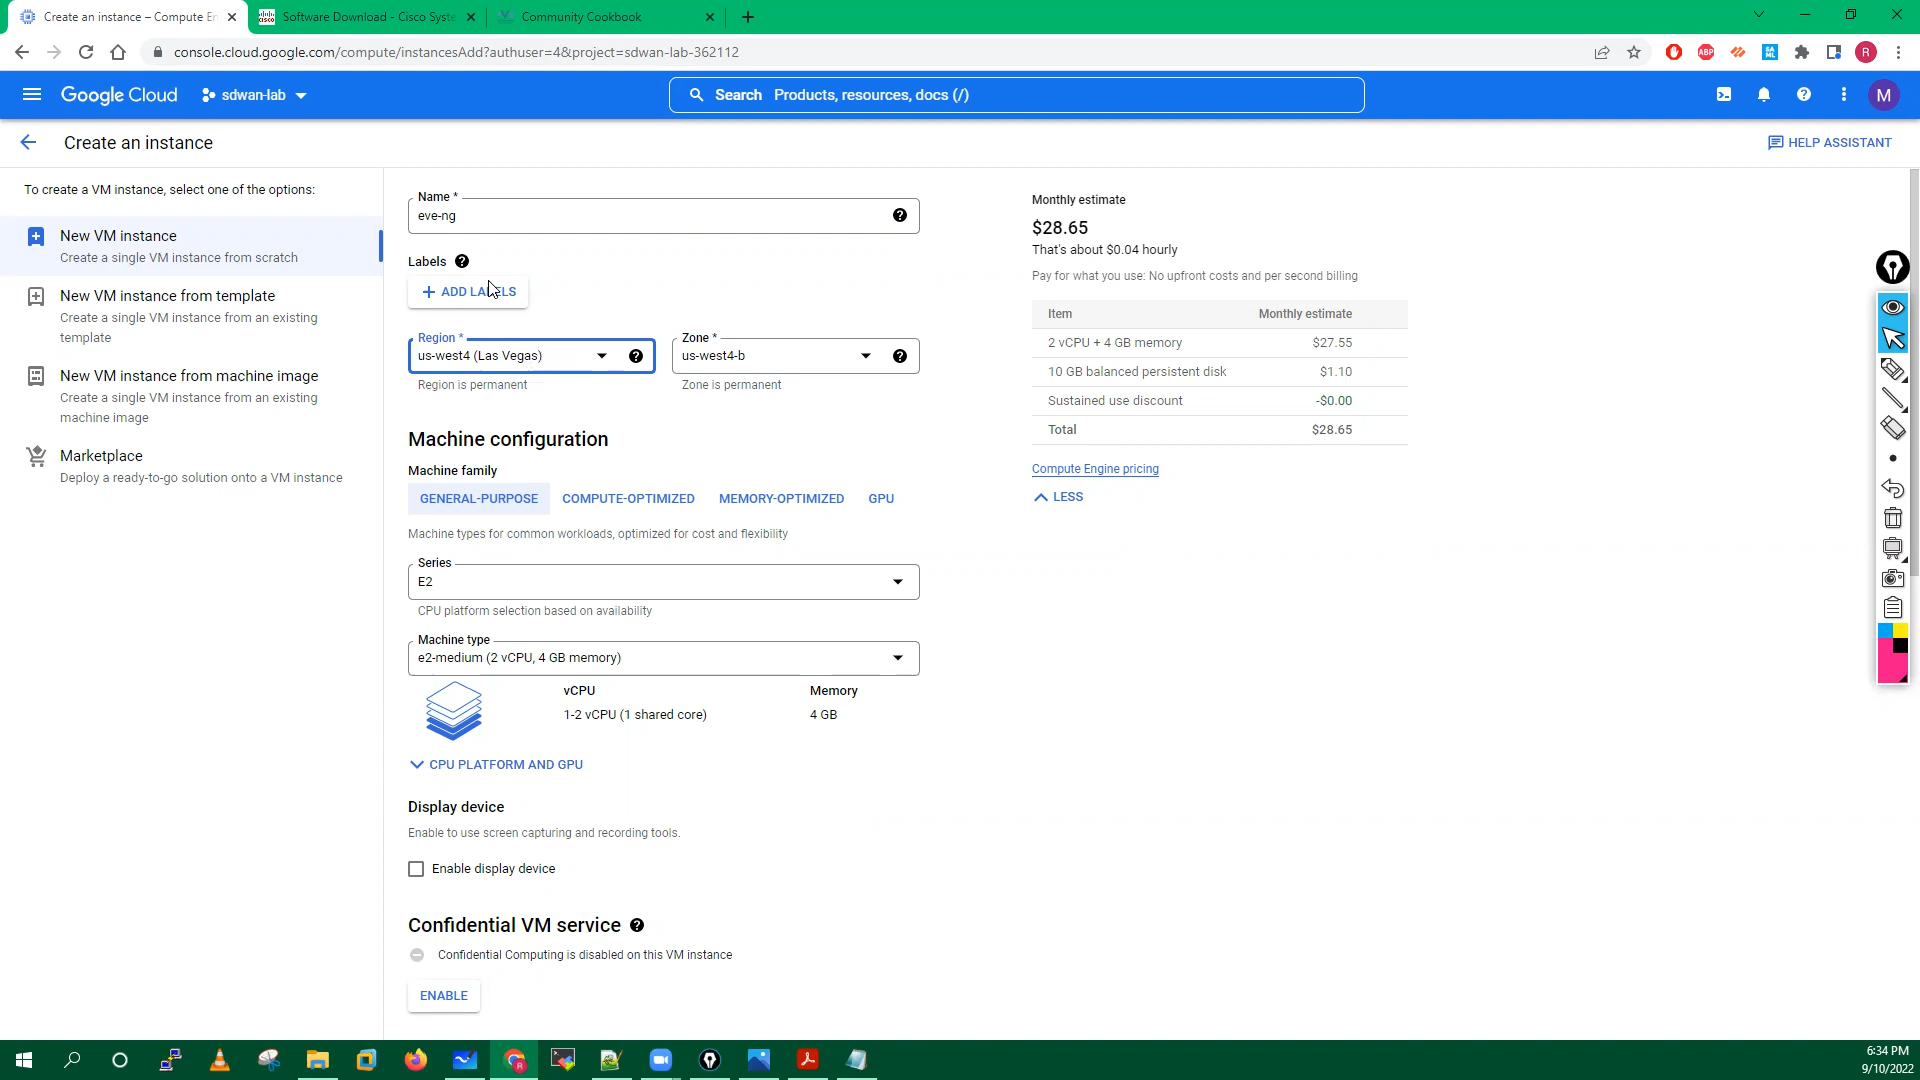 Create an instance – Compute En
Software Download - Cisco Syste
Community Cookbook
console.cloud.google.com/compute/instancesAdd?authuser=4&project=sdwan-lab-362112
ABP
SAML
R
Google Cloud
sdwan-lab
Search Products, resources, docs (/)
M
Create an instance
HELP ASSISTANT
To create a VM instance, select one of the options:
New VM instance
Create a single VM instance from scratch
New VM instance from template
Create a single VM instance from an existing
template
New VM instance from machine image
Create a single VM instance from an existing
machine image
Marketplace
Deploy a ready-to-go solution onto a VM instance
Name *
eve-ng
Labels
ADD LABELS
Region *
us-west4 (Las Vegas)
Region is permanent
Zone *
us-west4-b
Zone is permanent
Machine configuration
Machine family
GENERAL-PURPOSE COMPUTE-OPTIMIZED MEMORY-OPTIMIZED GPU
Machine types for common workloads, optimized for cost and flexibility
Series
E2
CPU platform selection based on availability
Machine type
e2-medium (2 vCPU, 4 GB memory)
vCPU Memory
1-2 vCPU (1 shared core) 4 GB
CPU PLATFORM AND GPU
Display device
Enable to use screen capturing and recording tools.
Enable display device
Confidential VM service
Confidential Computing is disabled on this VM instance
ENABLE
Monthly estimate
$28.65
That's about $0.04 hourly
Pay for what you use: No upfront costs and per second billing
Item Monthly estimate
2 vCPU + 4 GB memory $27.55
10 GB balanced persistent disk $1.10
Sustained use discount -$0.00
Total $28.65
Compute Engine pricing
LESS
6:34 PM
9/10/2022